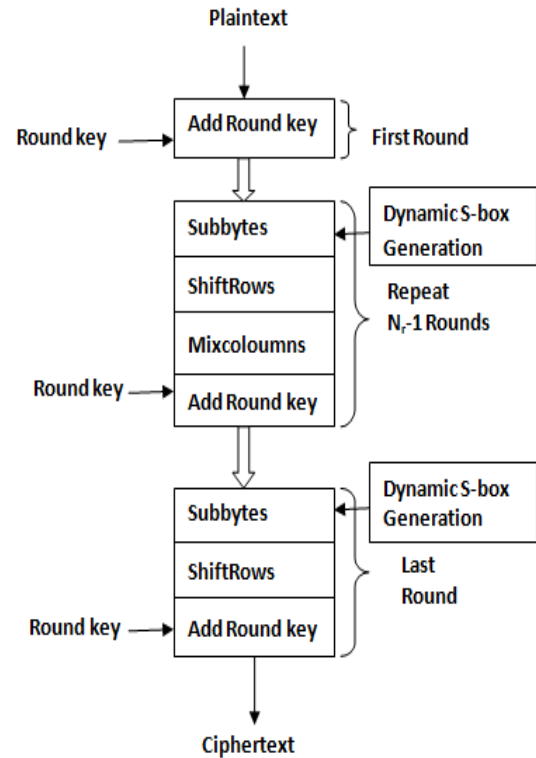 Plaintext
Add Round key
Round key
First Round
Subbytes
Dynamic S-box
Generation
ShiftRows
Repeat
Nr-1 Rounds
Mixcoloumns
Round key
Add Round key
Subbytes
Dynamic S-box
Generation
ShiftRows
Last
Round
Round key
Add Round key
Ciphertext